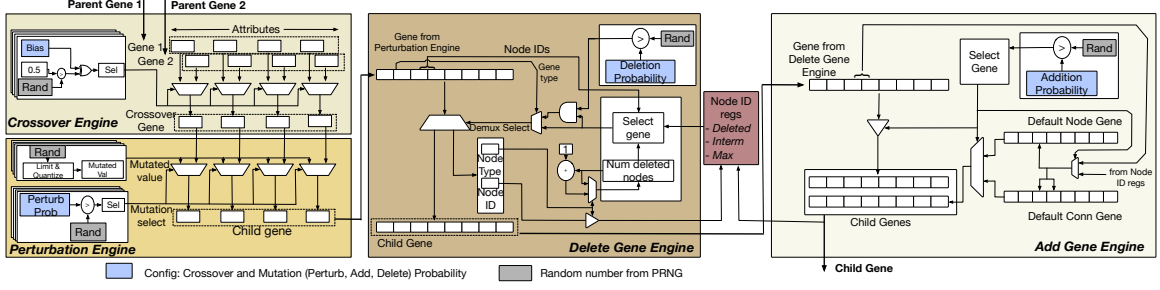 Parent Gene 1
Parent Gene 2
Bias
0.5
Rand
Sel
Gene 1
Gene 2
Attributes
Crossover
Gene
Crossover Engine
Rand
Limit &
Quantize
Mutated
Val
Mutated
value
Perturb
Prob
>
Sel
Rand
Mutation
select
Child gene
Perturbation Engine
Gene from
Perturbation Engine
Node IDs
Gene
type
>
Rand
Deletion
Probability
Demux Select
Select
gene
Node
Type
Node
ID
1
+
Num deleted
nodes
Child Gene
Delete Gene Engine
Node ID
regs
- Deleted
- Interm
- Max
Gene from
Delete Gene
Engine
Select
Gene
>
Rand
Addition
Probability
Default Node Gene
from Node
ID regs
Default Conn Gene
Child Genes
Add Gene Engine
Child Gene
Config: Crossover and Mutation (Perturb, Add, Delete) Probability
Random number from PRNG